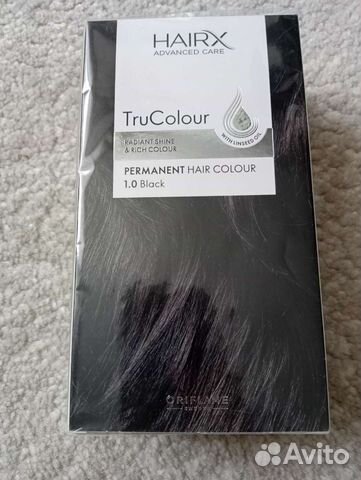 HAIRX
ADVANCED CARE
TruColour
WITH LINSEED OIL
RADIANT SHINE
& RICH COLOUR
PERMANENT HAIR COLOUR
1.0 Black
ORIFLAME
SWEDEN
Avito